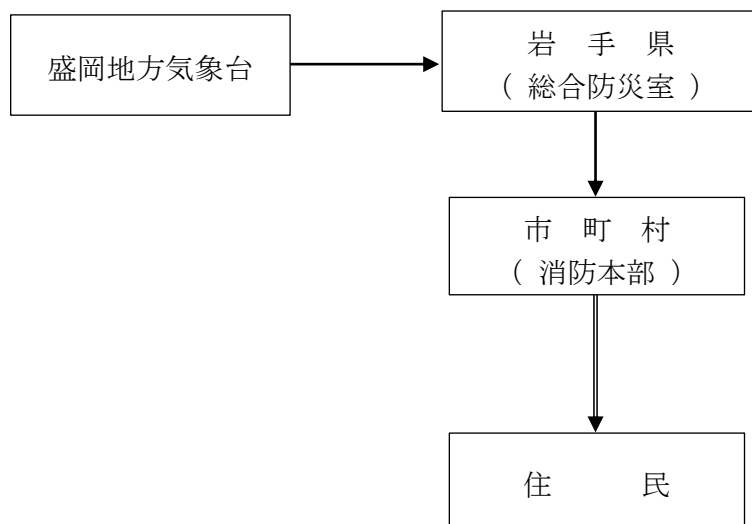 盛岡地方気象台
岩　手　県
（ 総合防災室 ）
市　町　村
（ 消防本部 ）
住　　　民